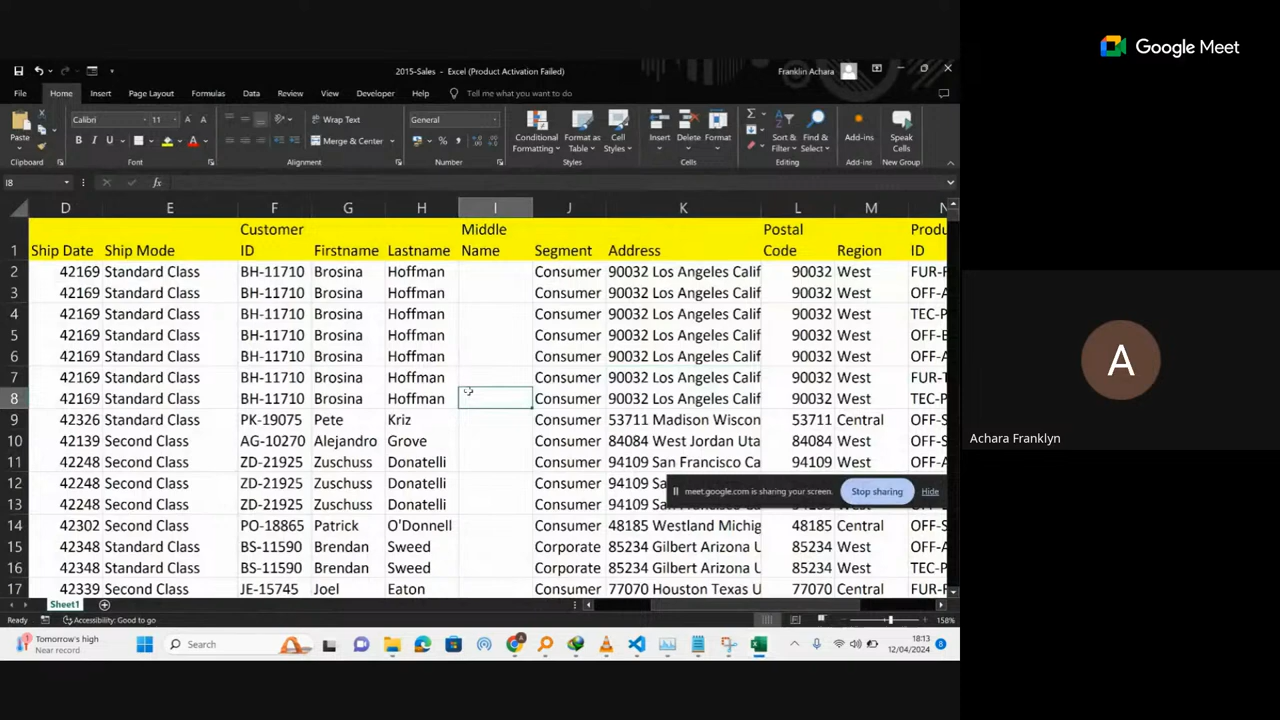 Google Meet
2015-Sales - Excel (Product Activation Failed)
Franklin Achara
File Home Insert Page Layout Formulas Data Review View Developer Help Tell me what you want to do
Calibri 11 Wrap Text General
Paste Merge & Center Conditional Formatting Format as Table Cell Styles Insert Delete Format Sort & Filter Find & Select Add-ins Speak Cells
Clipboard Font Alignment Number Styles Cells Editing Add-ins New Group
I8 fx
D E F G H I J K L M N
Customer Middle Postal Produ
1 Ship Date Ship Mode ID Firstname Lastname Name Segment Address Code Region ID
2 42169 Standard Class BH-11710 Brosina Hoffman Consumer 90032 Los Angeles Calif 90032 West FUR-F
3 42169 Standard Class BH-11710 Brosina Hoffman Consumer 90032 Los Angeles Calif 90032 West OFF-A
4 42169 Standard Class BH-11710 Brosina Hoffman Consumer 90032 Los Angeles Calif 90032 West TEC-P
5 42169 Standard Class BH-11710 Brosina Hoffman Consumer 90032 Los Angeles Calif 90032 West OFF-E
6 42169 Standard Class BH-11710 Brosina Hoffman Consumer 90032 Los Angeles Calif 90032 West OFF-A
7 42169 Standard Class BH-11710 Brosina Hoffman Consumer 90032 Los Angeles Calif 90032 West FUR-T
8 42169 Standard Class BH-11710 Brosina Hoffman Consumer 90032 Los Angeles Calif 90032 West TEC-P
9 42326 Standard Class PK-19075 Pete Kriz Consumer 53711 Madison Wiscon 53711 Central OFF-S
10 42139 Second Class AG-10270 Alejandro Grove Consumer 84084 West Jordan Uta 84084 West OFF-S
11 42248 Second Class ZD-21925 Zuschuss Donatelli Consumer 94109 San Francisco Ca 94109 West OFF-A
12 42248 Second Class ZD-21925 Zuschuss Donatelli Consumer 94109
13 42248 Second Class ZD-21925 Zuschuss Donatelli Consumer
14 42302 Second Class PO-18865 Patrick O'Donnell Consumer 48185 Westland Michig 48185 Central OFF-S
15 42348 Standard Class BS-11590 Brendan Sweed Corporate 85234 Gilbert Arizona U 85234 West OFF-A
16 42348 Standard Class BS-11590 Brendan Sweed Corporate 85234 Gilbert Arizona U 85234 West TEC-P
17 42339 Second Class JE-15745 Joel Eaton Consumer 77070 Houston Texas U 77070 Central FUR-F
meet.google.com is sharing your screen. Stop sharing Hide
Sheet1
Ready Accessibility: Good to go 158%
Tomorrow's high
Near record
Search
18:13
12/04/2024
8
A
Achara Franklyn